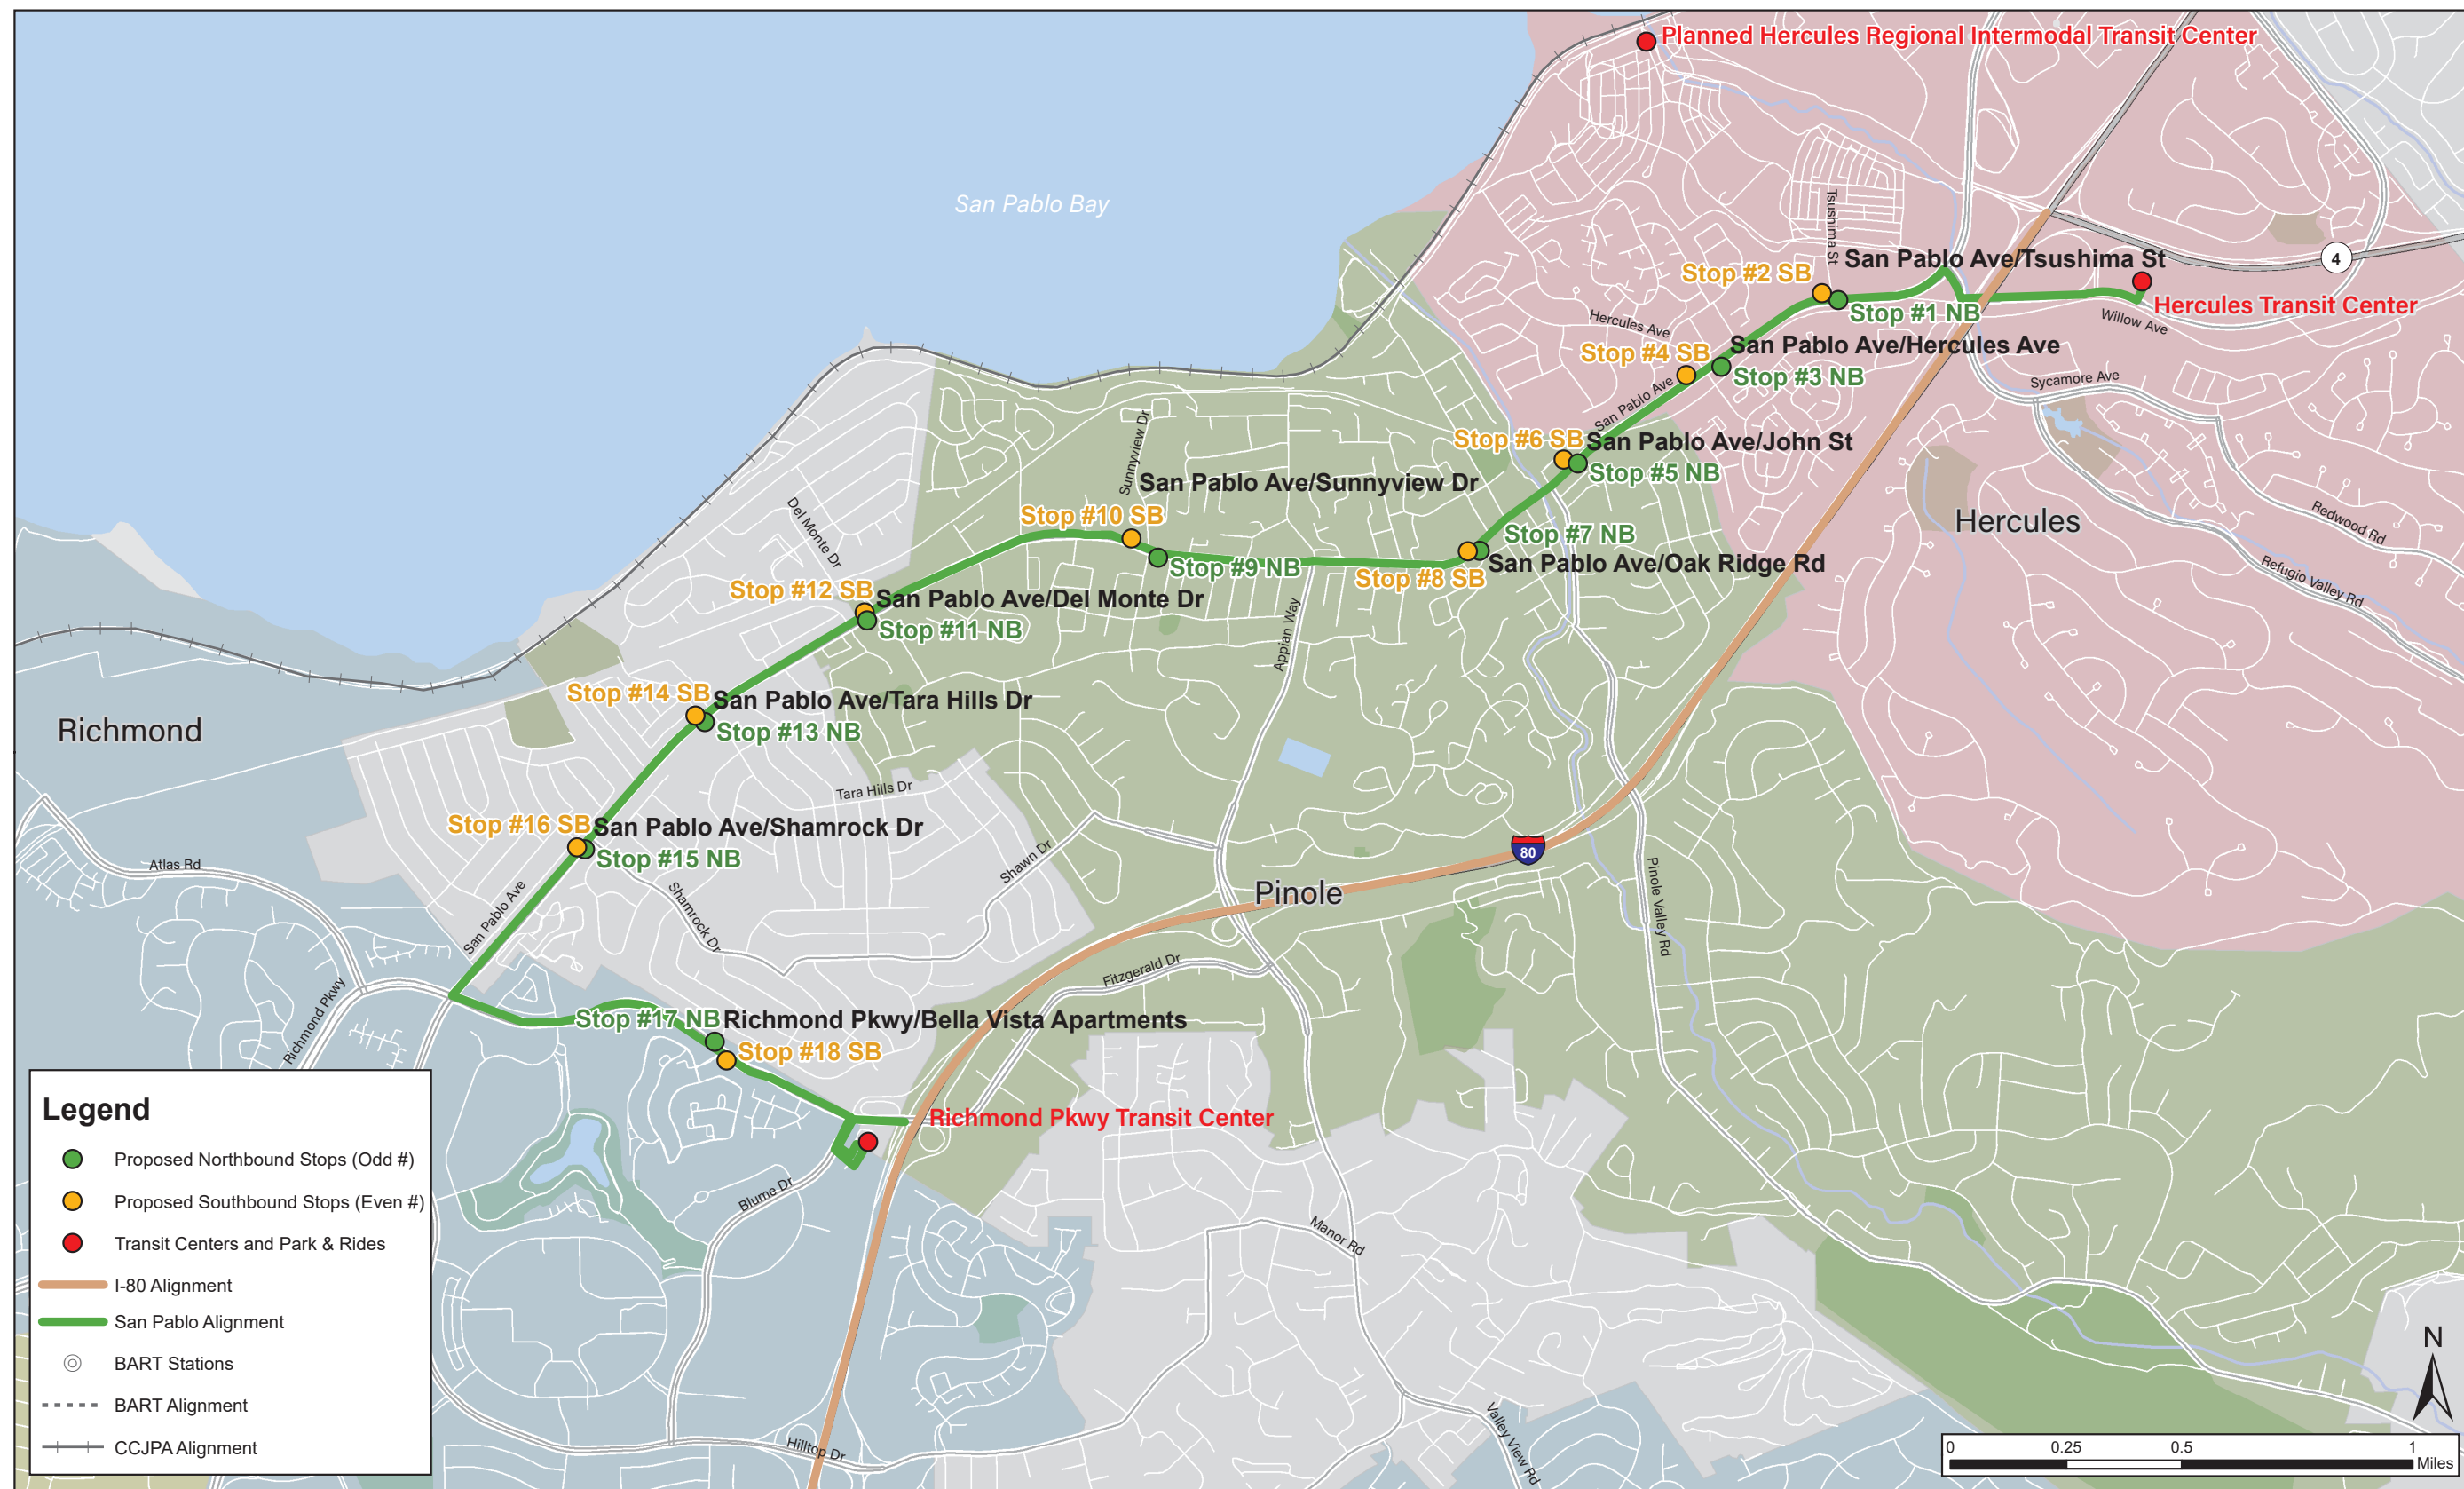 Planned Hercules Regional Intermodal Transit Center
San Pablo Bay
Tsushima St
San Pablo Ave/Tsushima St
4
Stop #2 SB
Stop #1 NB
Hercules Transit Center
Willow Ave
Hercules Ave
San Pablo Ave/Hercules Ave
Stop #4 SB
Stop #3 NB
San Pablo Ave
Sycamore Ave
Sunnyview Dr
Stop #6 SB
San Pablo Ave/John St
Stop #5 NB
San Pablo Ave/Sunnyview Dr
Del Monte Dr
Stop #10 SB
Stop #7 NB
Hercules
Redwood Rd
Stop #9 NB
San Pablo Ave/Oak Ridge Rd
Stop #8 SB
Refugio Valley Rd
Stop #12 SB
San Pablo Ave/Del Monte Dr
Stop #11 NB
Appian Way
Stop #14 SB
San Pablo Ave/Tara Hills Dr
Stop #13 NB
Richmond
Tara Hills Dr
Stop #16 SB
San Pablo Ave/Shamrock Dr
Stop #15 NB
Atlas Rd
Shawn Dr
80
Pinole
Pinole Valley Rd
San Pablo Ave
Shamrock Dr
Fitzgerald Dr
Richmond Pkwy
Stop #17 NB
Richmond Pkwy/Bella Vista Apartments
Stop #18 SB
Richmond Pkwy Transit Center
Blume Dr
Manor Rd
Hilltop Dr
Valley View Rd
Legend
Proposed Northbound Stops (Odd #)
Proposed Southbound Stops (Even #)
Transit Centers and Park & Rides
I-80 Alignment
San Pablo Alignment
BART Stations
BART Alignment
CCJPA Alignment
N
0 0.25 0.5 1
Miles